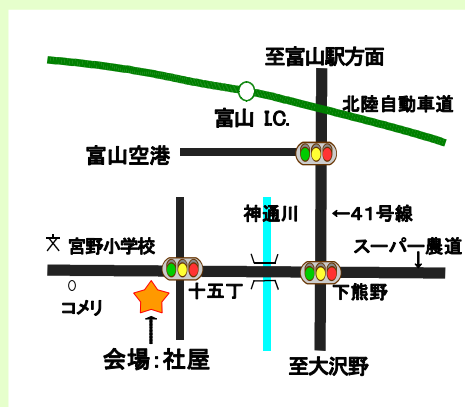 至富山駅方面
北陸自動車道
富山 I.C.
富山空港
神通川
←41号線
スーパー農道
文
宮野小学校
十五丁
下熊野
コメリ
会場:社屋
至大沢野